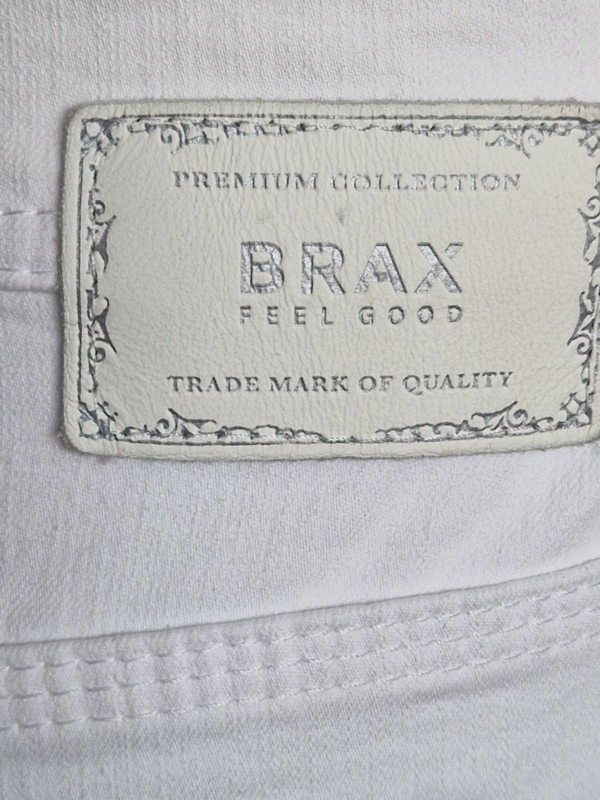 PREMIUM COLLECTION
BRAX
FEEL GOOD
TRADE MARK OF QUALITY